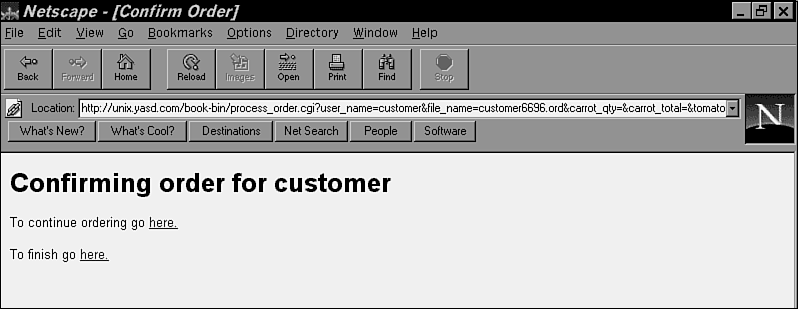 Netscape - [Confirm Order]
File Edit View Go Bookmarks Options Directory Window Help
Back Forward Home Reload Images Open Print Find Stop
Location: http://unix.yasd.com/book-bin/process_order.cgi?user_name=customer&file_name=customer6696.ord&carrot_qty=&carrot_total=&tomato
N
What's New? What's Cool? Destinations Net Search People Software
Confirming order for customer
To continue ordering go here.
To finish go here.